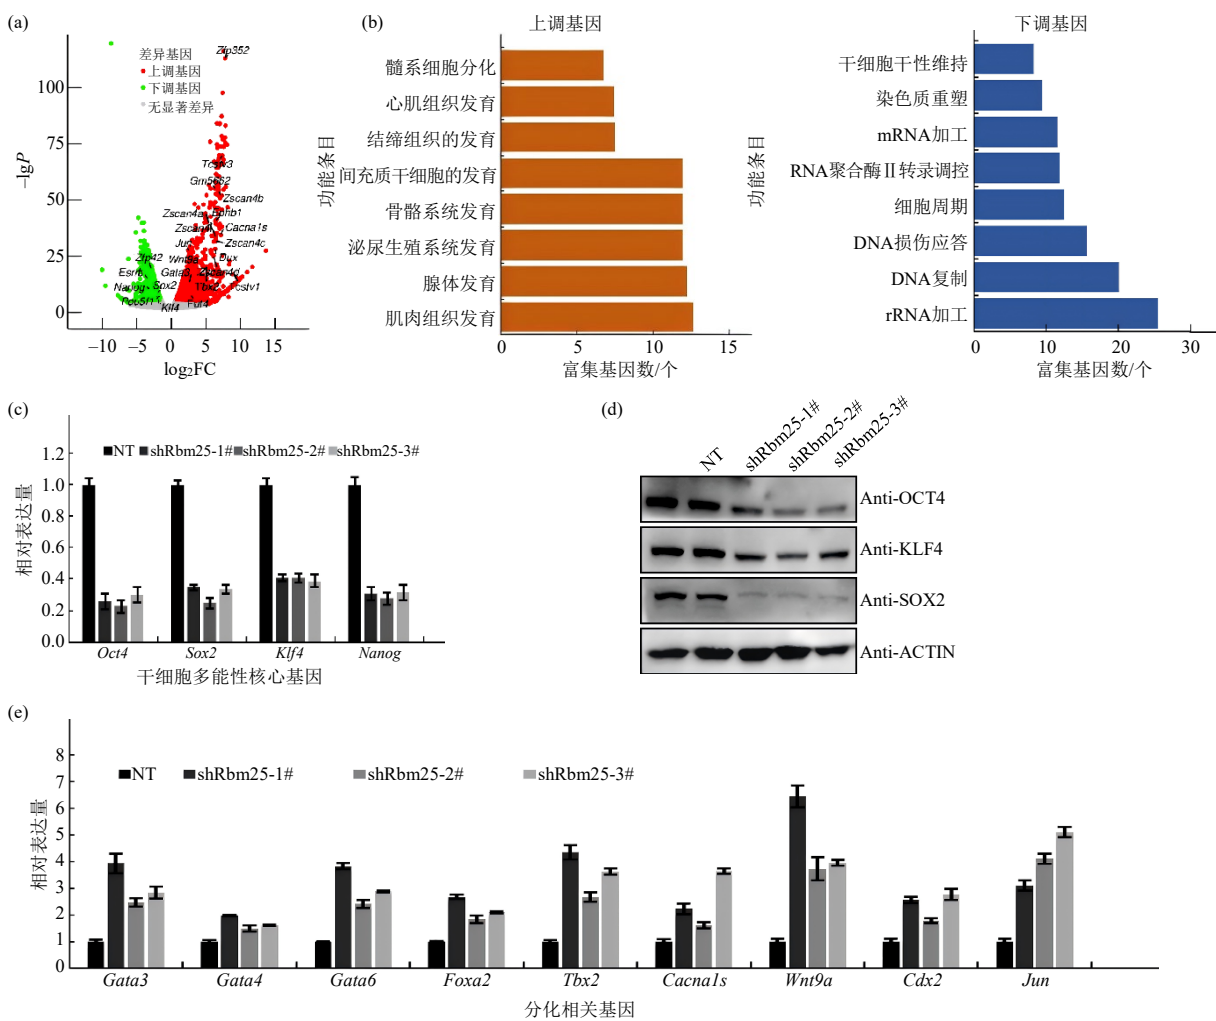 (a)
−lgP
100
75
50
25
0
−10
−5
0
5
10
15
log₂FC
差异基因
上调基因
下调基因
无显著差异
Zfp352
Tcstv3
Gm5662
Zscan4b
Zscan4a
Ephb1
Zscan4f
Cacna1s
Jun
Zscan4c
Zfp42
Wnt9a
Dux
Esrrb
Gata3
Zscan4d
Nanog
Sox2
Tbx2
Tcstv1
Pou5f1
Klf4
(b)
上调基因
功能条目
髓系细胞分化
心肌组织发育
结缔组织的发育
间充质干细胞的发育
骨骼系统发育
泌尿生殖系统发育
腺体发育
肌肉组织发育
0
5
10
15
富集基因数/个
下调基因
功能条目
干细胞干性维持
染色质重塑
mRNA加工
RNA聚合酶Ⅱ转录调控
细胞周期
DNA损伤应答
DNA复制
rRNA加工
0
10
20
30
富集基因数/个
(c)
NT shRbm25-1# shRbm25-2# shRbm25-3#
相对表达量
1.2
1.0
0.8
0.6
0.4
0.2
0.0
Oct4
Sox2
Klf4
Nanog
干细胞多能性核心基因
(d)
NT
shRbm25-1#
shRbm25-2#
shRbm25-3#
Anti-OCT4
Anti-KLF4
Anti-SOX2
Anti-ACTIN
(e)
NT shRbm25-1# shRbm25-2# shRbm25-3#
相对表达量
8
7
6
5
4
3
2
1
0
Gata3
Gata4
Gata6
Foxa2
Tbx2
Cacna1s
Wnt9a
Cdx2
Jun
分化相关基因